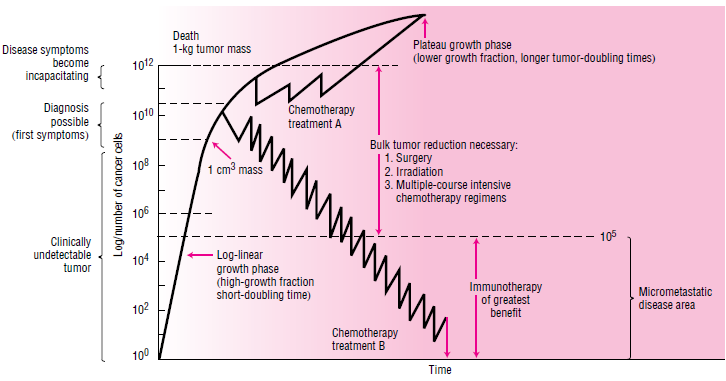 Death
1-kg tumor mass
Disease symptoms
become
incapacitating
Diagnosis
possible
(first symptoms)
Clinically
undetectable
tumor
Log/number of cancer cells
10¹²
10¹⁰
10⁸
10⁶
10⁴
10²
10⁰
Plateau growth phase
(lower growth fraction, longer tumor-doubling times)
Chemotherapy
treatment A
1 cm³ mass
Bulk tumor reduction necessary:
1. Surgery
2. Irradiation
3. Multiple-course intensive
chemotherapy regimens
10⁵
Log-linear
growth phase
(high-growth fraction
short-doubling time)
Immunotherapy
of greatest
benefit
Micrometastatic
disease area
Chemotherapy
treatment B
Time